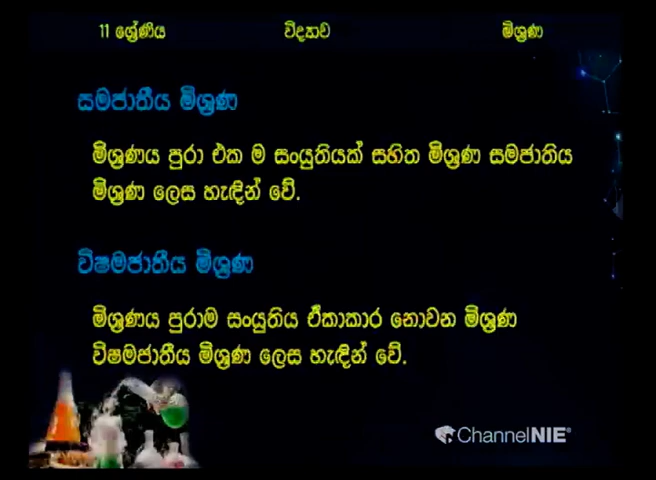 11 ශ්‍රේණිය විද්‍යාව මිශ්‍රණ
සමජාතීය මිශ්‍රණ
මිශ්‍රණය පුරා එක ම සංයුතියක් සහිත මිශ්‍රණ සමජාතිය
මිශ්‍රණ ලෙස හැඳින් වේ.
විෂමජාතීය මිශ්‍රණ
මිශ්‍රණය පුරාම සංයුතිය ඒකාකාර නොවන මිශ්‍රණ
විෂමජාතීය මිශ්‍රණ ලෙස හැඳින් වේ.
ChannelNIE